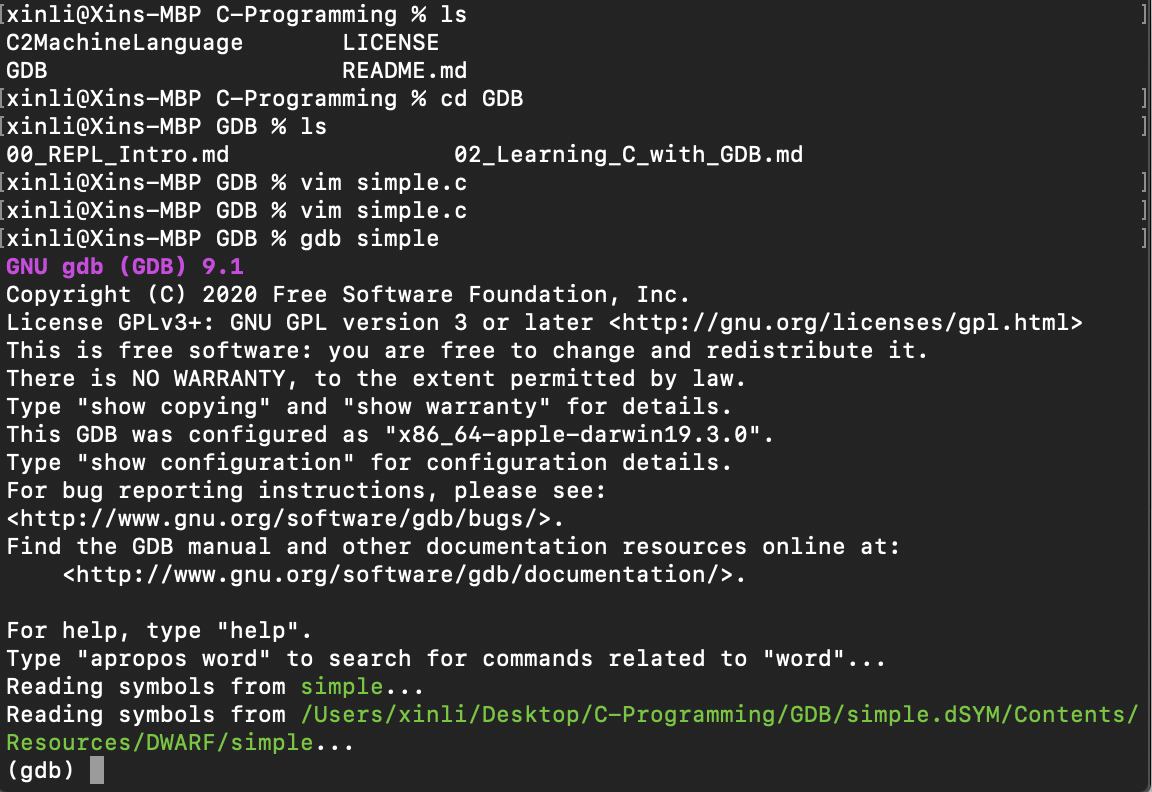 [xinli@Xins-MBP C-Programming % ls ]
C2MachineLanguage LICENSE
GDB README.md
[xinli@Xins-MBP C-Programming % cd GDB ]
[xinli@Xins-MBP GDB % ls ]
00_REPL_Intro.md 02_Learning_C_with_GDB.md
[xinli@Xins-MBP GDB % vim simple.c ]
[xinli@Xins-MBP GDB % vim simple.c ]
[xinli@Xins-MBP GDB % gdb simple ]
GNU gdb (GDB) 9.1
Copyright (C) 2020 Free Software Foundation, Inc.
License GPLv3+: GNU GPL version 3 or later <http://gnu.org/licenses/gpl.html>
This is free software: you are free to change and redistribute it.
There is NO WARRANTY, to the extent permitted by law.
Type "show copying" and "show warranty" for details.
This GDB was configured as "x86_64-apple-darwin19.3.0".
Type "show configuration" for configuration details.
For bug reporting instructions, please see:
<http://www.gnu.org/software/gdb/bugs/>.
Find the GDB manual and other documentation resources online at:
<http://www.gnu.org/software/gdb/documentation/>.
For help, type "help".
Type "apropos word" to search for commands related to "word"...
Reading symbols from simple...
Reading symbols from /Users/xinli/Desktop/C-Programming/GDB/simple.dSYM/Contents/
Resources/DWARF/simple...
(gdb)